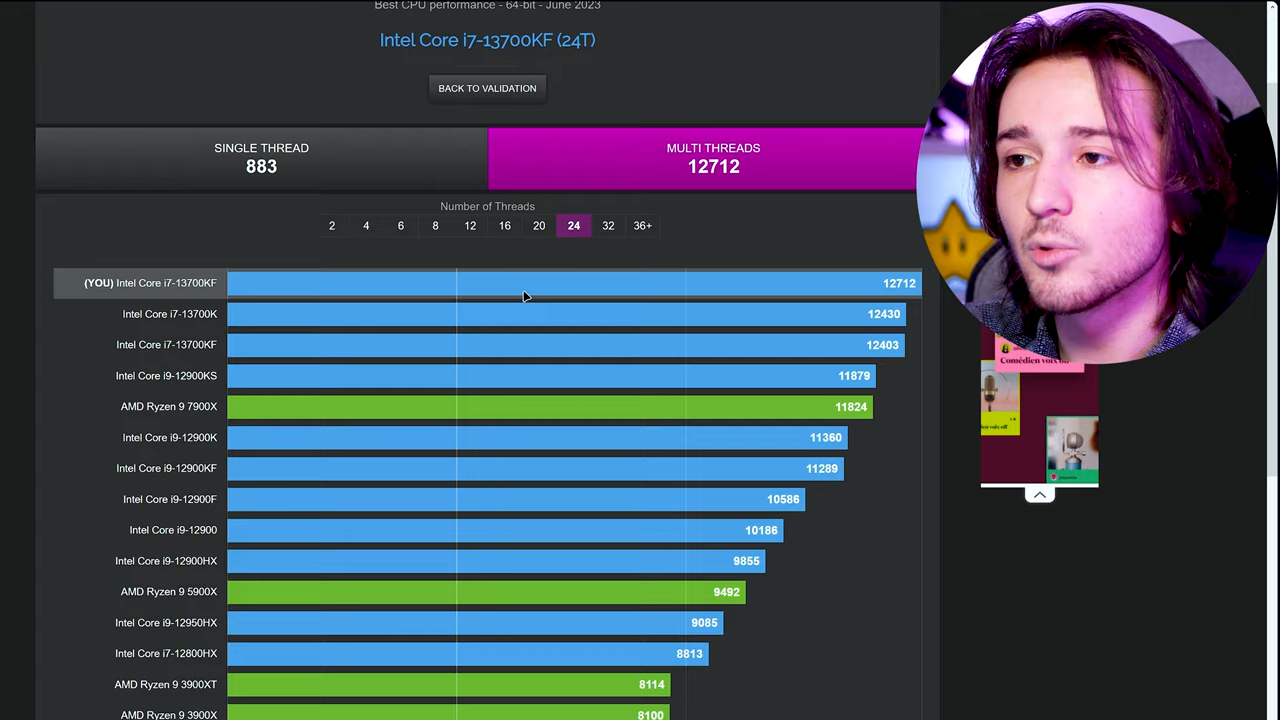 Best CPU performance - 64-bit - June 2023
Intel Core i7-13700KF (24T)
BACK TO VALIDATION
SINGLE THREAD
883
MULTI THREADS
12712
Number of Threads
2 4 6 8 12 16 20 24 32 36+
(YOU) Intel Core i7-13700KF 12712
Intel Core i7-13700K 12430
Intel Core i7-13700KF 12403
Intel Core i9-12900KS 11879
AMD Ryzen 9 7900X 11824
Intel Core i9-12900K 11360
Intel Core i9-12900KF 11289
Intel Core i9-12900F 10586
Intel Core i9-12900 10186
Intel Core i9-12900HX 9855
AMD Ryzen 9 5900X 9492
Intel Core i9-12950HX 9085
Intel Core i7-12800HX 8813
AMD Ryzen 9 3900XT 8114
AMD Ryzen 9 3900X 8100
Comédien voix off